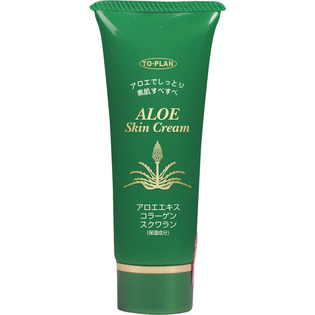 TO-PLAN
アロエでしっとり
素肌すべすべ
ALOE
Skin Cream
アロエエキス
コラーゲン
スクワラン
(保湿成分)